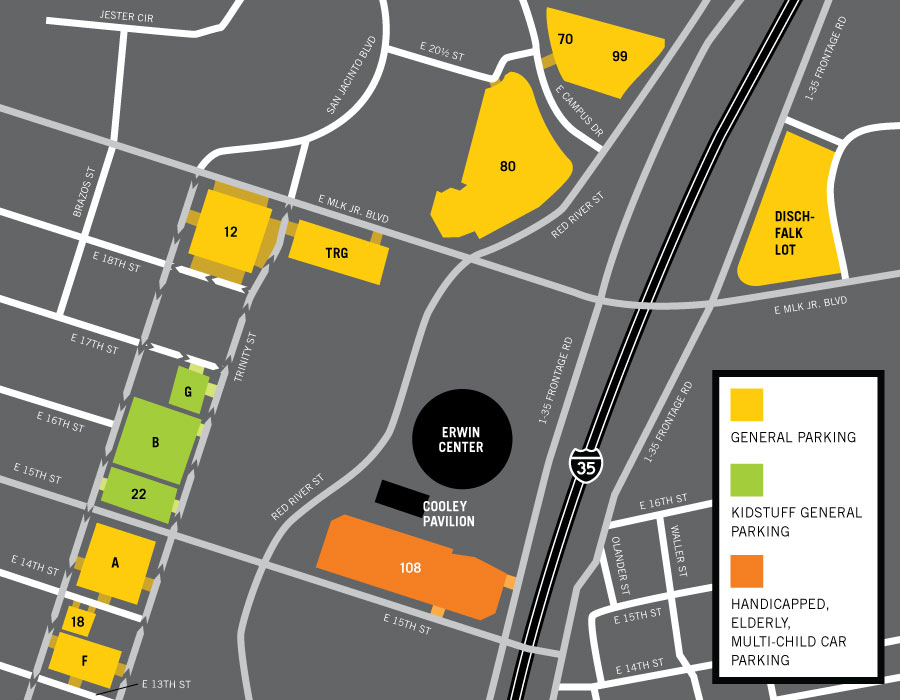 JESTER CIR
SAN JACINTO BLVD
E 20½ ST
70
99
E CAMPUS DR
1-35 FRONTAGE RD
80
BRAZOS ST
E MLK JR. BLVD
RED RIVER ST
12
TRG
DISCH-
FALK
LOT
E 18TH ST
E MLK JR. BLVD
E 17TH ST
TRINITY ST
1-35 FRONTAGE RD
1-35 FRONTAGE RD
G
B
22
E 16TH ST
E 15TH ST
ERWIN
CENTER
35
RED RIVER ST
COOLEY
PAVILION
108
E 15TH ST
A
E 14TH ST
18
F
E 13TH ST
E 16TH ST
OLANDER ST
WALLER ST
E 15TH ST
E 14TH ST
GENERAL PARKING
KIDSTUFF GENERAL
PARKING
HANDICAPPED,
ELDERLY,
MULTI-CHILD CAR
PARKING